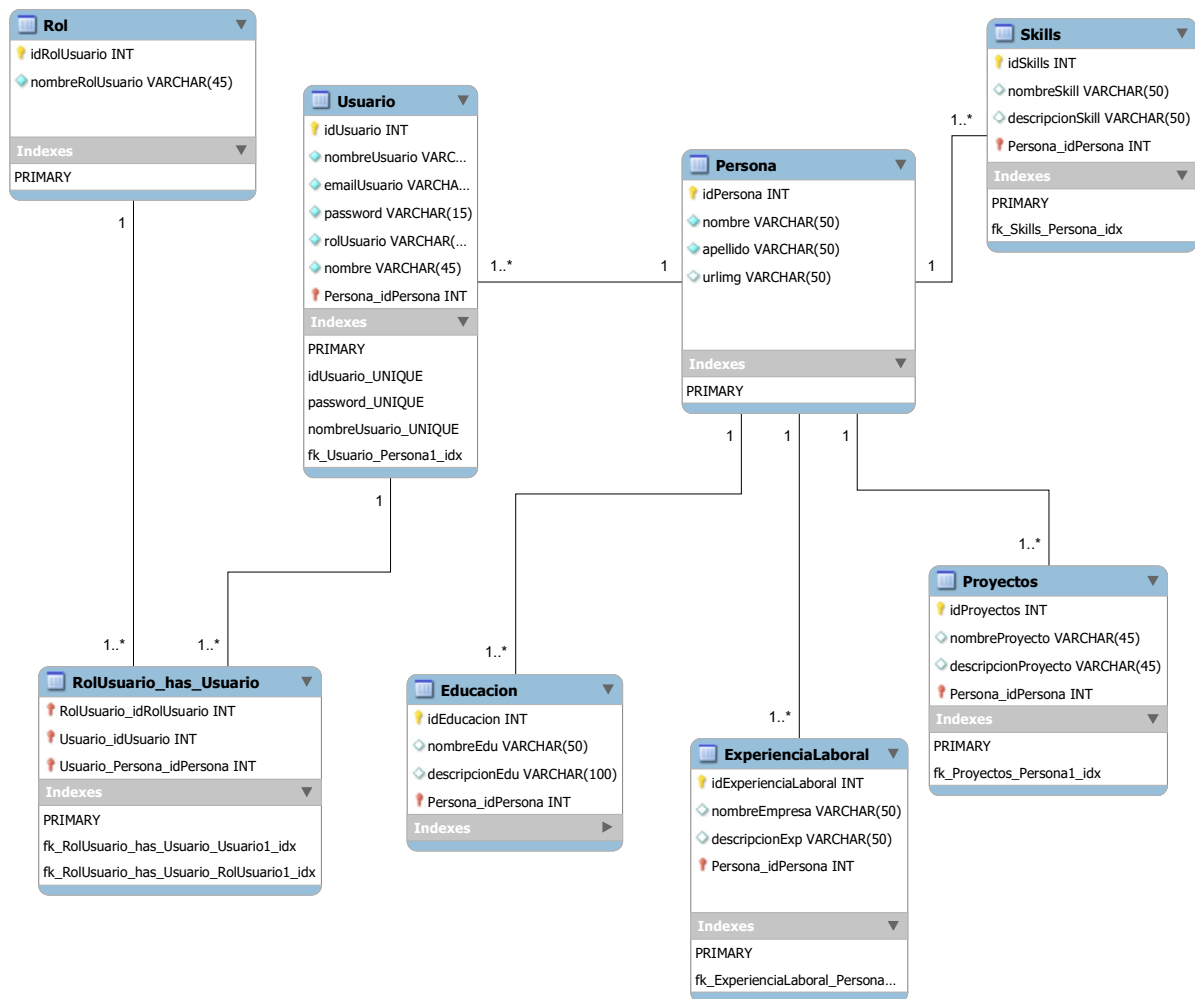 Rol
idRolUsuario INT
nombreRolUsuario VARCHAR(45)
Indexes
PRIMARY
1
Usuario
idUsuario INT
nombreUsuario VARC...
emailUsuario VARCHA...
password VARCHAR(15)
rolUsuario VARCHAR(...
nombre VARCHAR(45)
Persona_idPersona INT
Indexes
PRIMARY
idUsuario_UNIQUE
password_UNIQUE
nombreUsuario_UNIQUE
fk_Usuario_Persona1_idx
1..*
1
1
Persona
idPersona INT
nombre VARCHAR(50)
apellido VARCHAR(50)
urlimg VARCHAR(50)
Indexes
PRIMARY
1
1..*
1
1
1
Skills
idSkills INT
nombreSkill VARCHAR(50)
descripcionSkill VARCHAR(50)
Persona_idPersona INT
Indexes
PRIMARY
fk_Skills_Persona_idx
1..*
1..*
RolUsuario_has_Usuario
RolUsuario_idRolUsuario INT
Usuario_idUsuario INT
Usuario_Persona_idPersona INT
Indexes
PRIMARY
fk_RolUsuario_has_Usuario_Usuario1_idx
fk_RolUsuario_has_Usuario_RolUsuario1_idx
1..*
Educacion
idEducacion INT
nombreEdu VARCHAR(50)
descripcionEdu VARCHAR(100)
Persona_idPersona INT
Indexes
1..*
ExperienciaLaboral
idExperienciaLaboral INT
nombreEmpresa VARCHAR(50)
descripcionExp VARCHAR(50)
Persona_idPersona INT
Indexes
PRIMARY
fk_ExperienciaLaboral_Persona...
1..*
Proyectos
idProyectos INT
nombreProyecto VARCHAR(45)
descripcionProyecto VARCHAR(45)
Persona_idPersona INT
Indexes
PRIMARY
fk_Proyectos_Persona1_idx